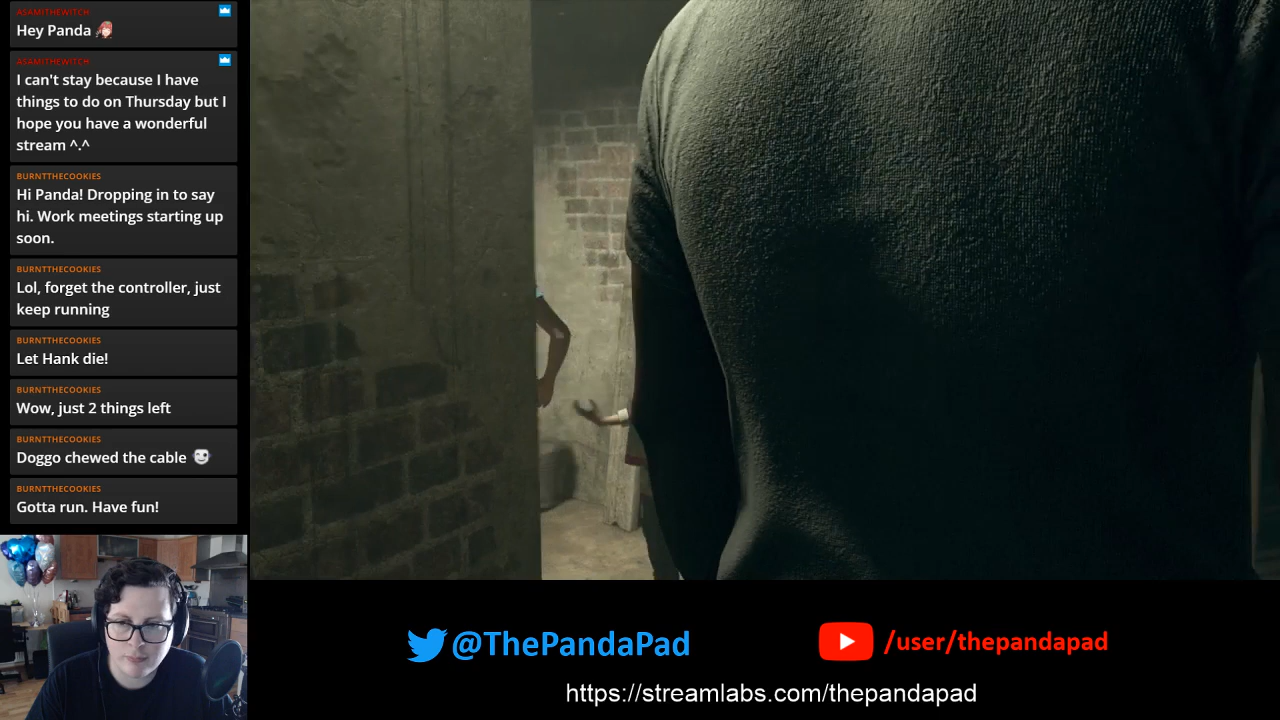 ASAMITHEWITCH
Hey Panda
ASAMITHEWITCH
I can't stay because I have
things to do on Thursday but I
hope you have a wonderful
stream ^.^
BURNTTHECOOKIES
Hi Panda! Dropping in to say
hi. Work meetings starting up
soon.
BURNTTHECOOKIES
Lol, forget the controller, just
keep running
BURNTTHECOOKIES
Let Hank die!
BURNTTHECOOKIES
Wow, just 2 things left
BURNTTHECOOKIES
Doggo chewed the cable
BURNTTHECOOKIES
Gotta run. Have fun!
@ThePandaPad
/user/thepandapad
https://streamlabs.com/thepandapad